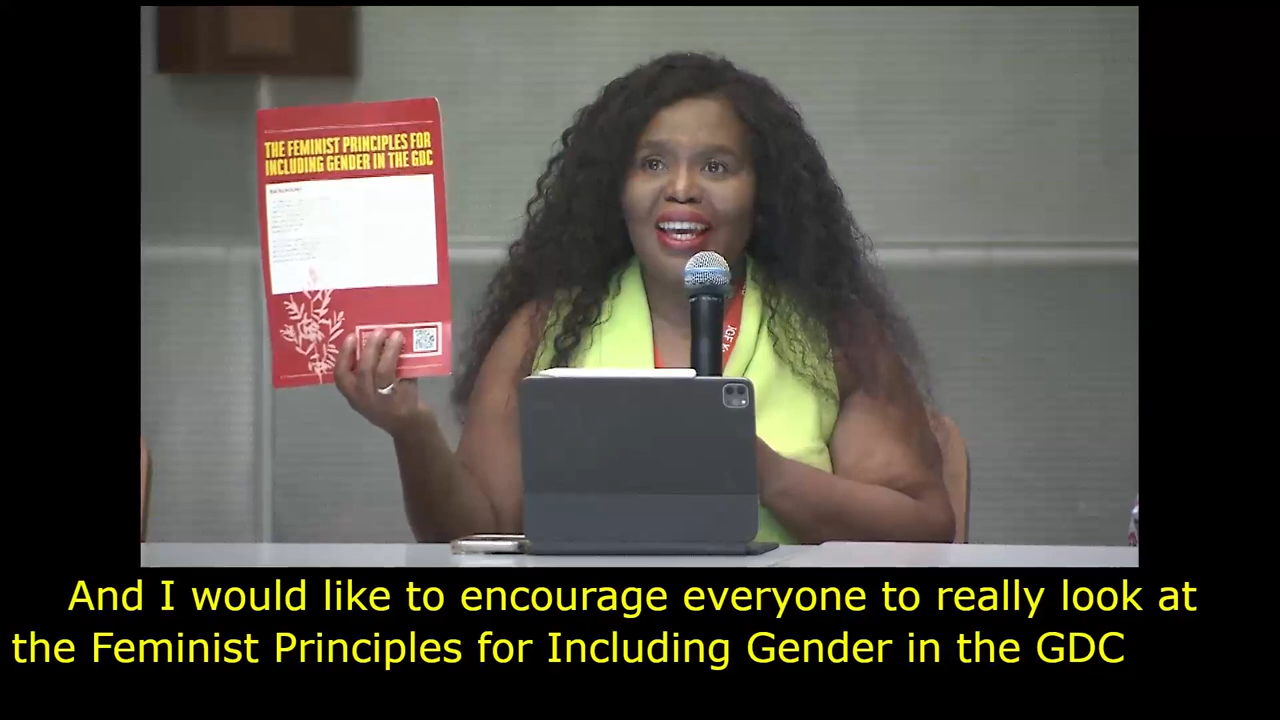 THE FEMINIST PRINCIPLES FOR
INCLUDING GENDER IN THE GDC
IGF
And I would like to encourage everyone to really look at
the Feminist Principles for Including Gender in the GDC